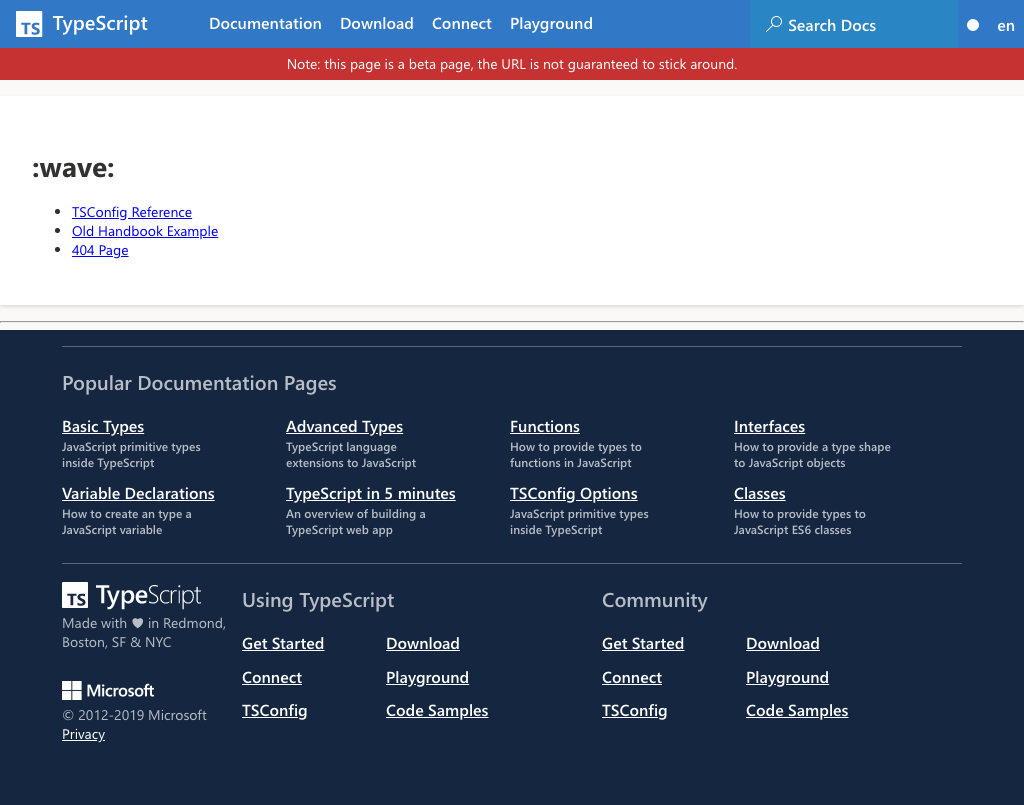 TS TypeScript Documentation Download Connect Playground Search Docs en
Note: this page is a beta page, the URL is not guaranteed to stick around.
:wave:
TSConfig Reference
Old Handbook Example
404 Page
Popular Documentation Pages
Basic Types
JavaScript primitive types
inside TypeScript
Advanced Types
TypeScript language
extensions to JavaScript
Functions
How to provide types to
functions in JavaScript
Interfaces
How to provide a type shape
to JavaScript objects
Variable Declarations
How to create an type a
JavaScript variable
TypeScript in 5 minutes
An overview of building a
TypeScript web app
TSConfig Options
JavaScript primitive types
inside TypeScript
Classes
How to provide types to
JavaScript ES6 classes
TS TypeScript
Made with ♥ in Redmond,
Boston, SF & NYC
Microsoft
© 2012-2019 Microsoft
Privacy
Using TypeScript
Get Started Download
Connect Playground
TSConfig Code Samples
Community
Get Started Download
Connect Playground
TSConfig Code Samples